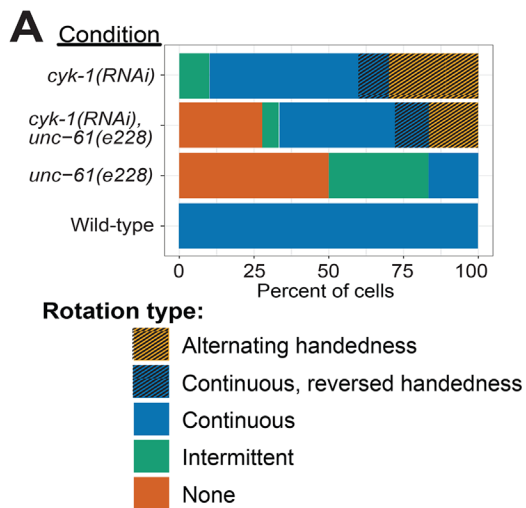 A Condition
cyk-1(RNAi)
cyk-1(RNAi),
unc−61(e228)
unc−61(e228)
Wild-type
0 25 50 75 100
Percent of cells
Rotation type:
Alternating handedness
Continuous, reversed handedness
Continuous
Intermittent
None